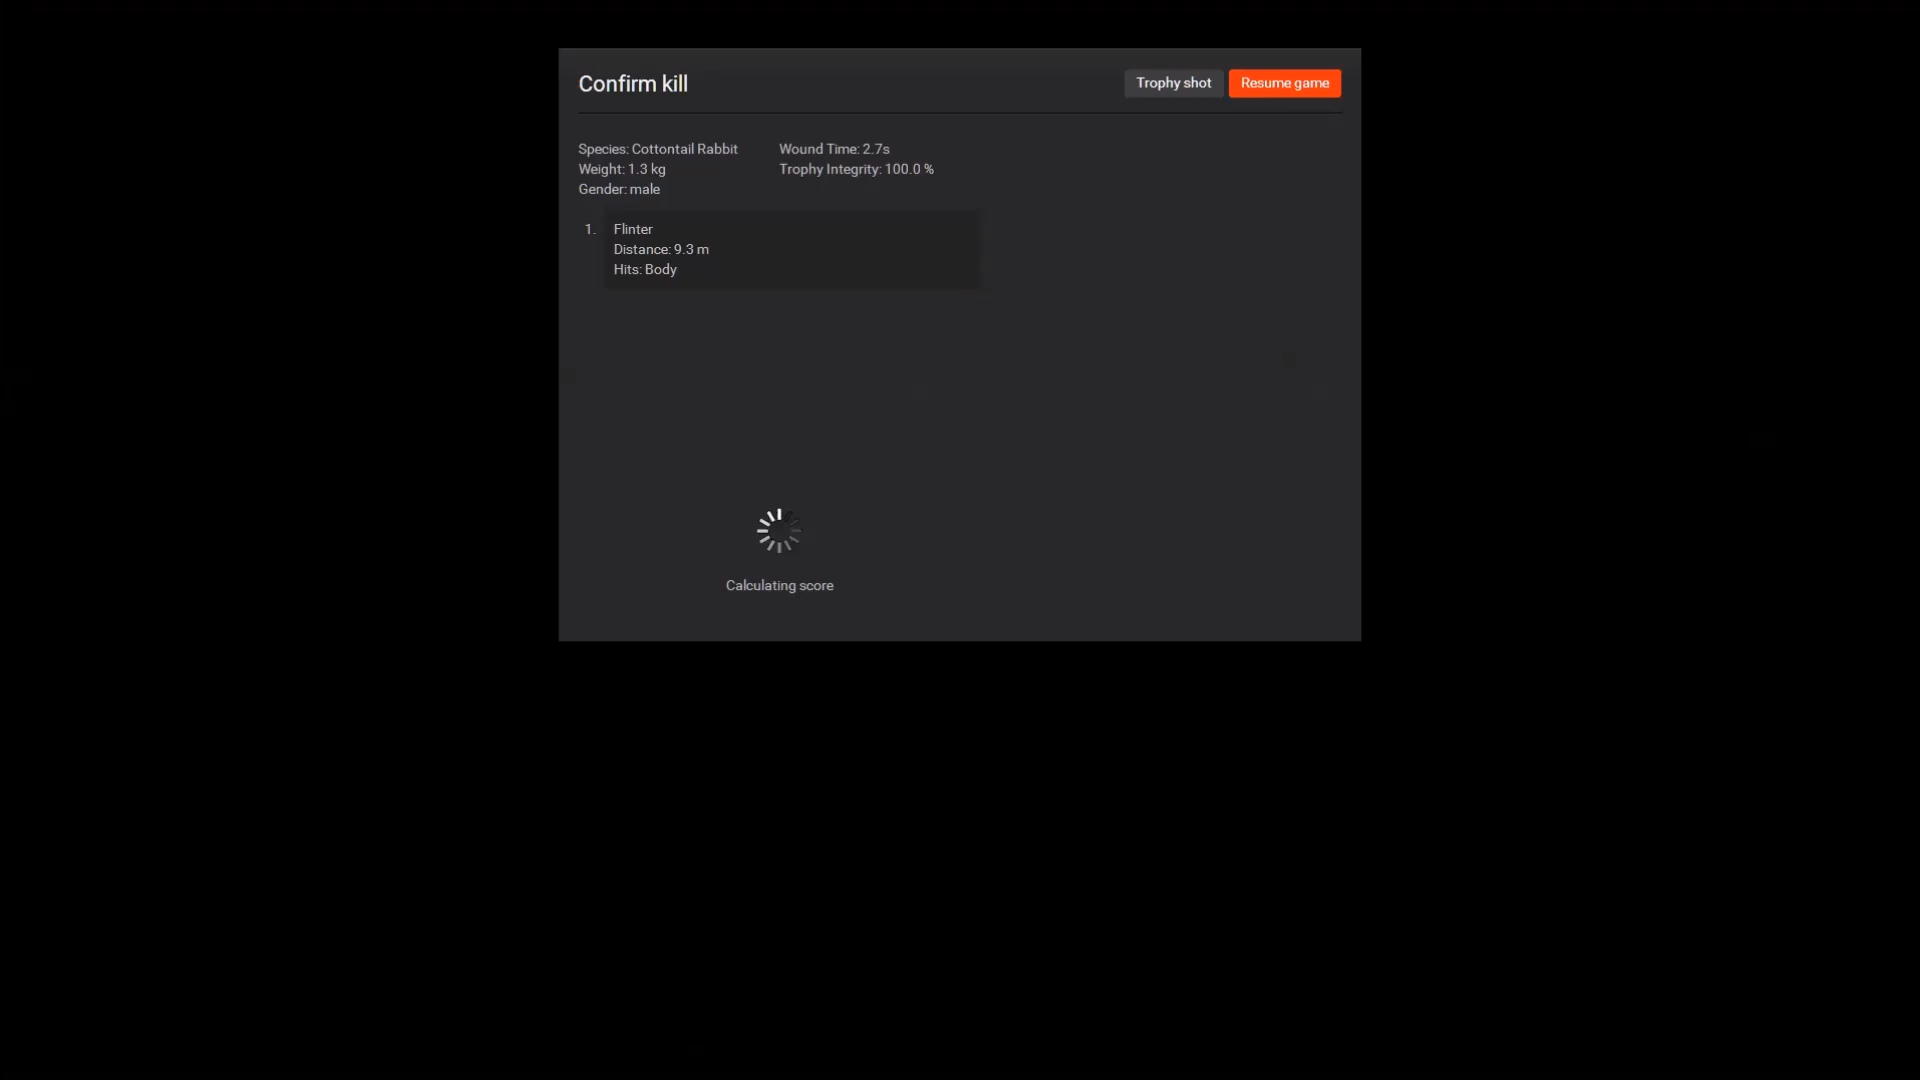 Confirm kill
Trophy shot
Resume game
Species: Cottontail Rabbit
Weight: 1.3 kg
Gender: male
Wound Time: 2.7s
Trophy Integrity: 100.0 %
1.
Flinter
Distance: 9.3 m
Hits: Body
Calculating score